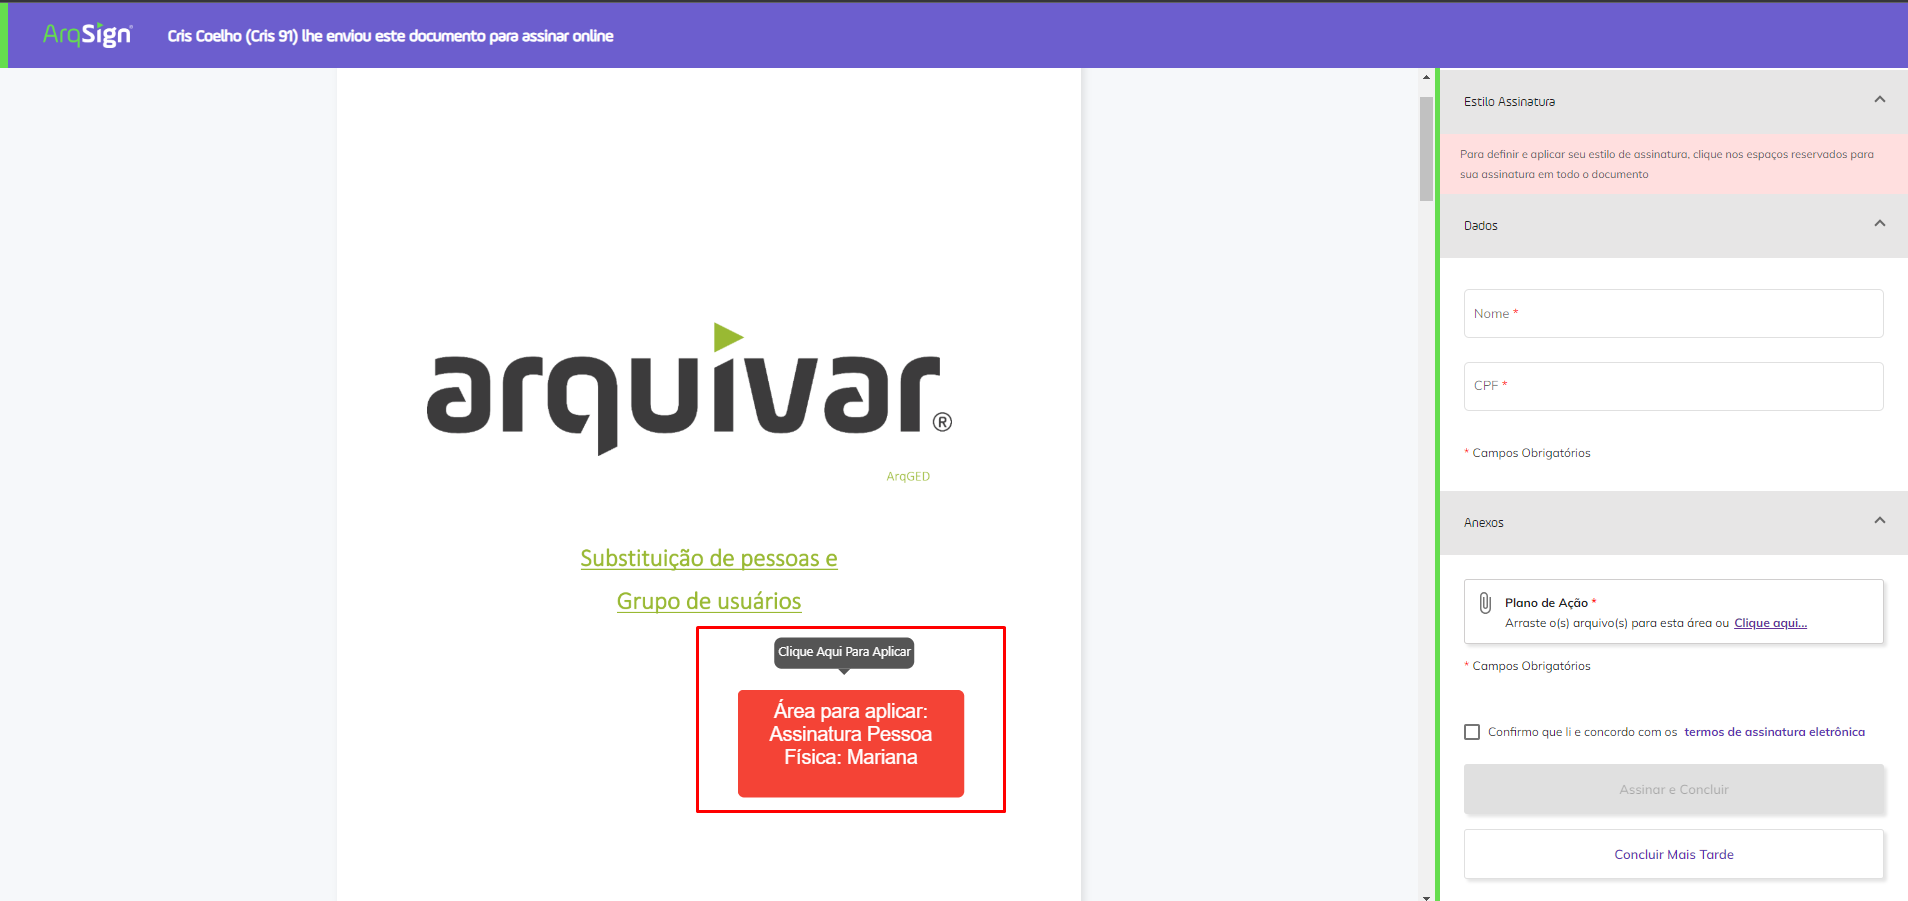 ArqSign
Cris Coelho (Cris 91) lhe enviou este documento para assinar online
arquivar®
ArqGED
Substituição de pessoas e
Grupo de usuários
Clique Aqui Para Aplicar
Área para aplicar:
Assinatura Pessoa
Física: Mariana
Estilo Assinatura
Para definir e aplicar seu estilo de assinatura, clique nos espaços reservados para
sua assinatura em todo o documento
Dados
Nome *
CPF *
* Campos Obrigatórios
Anexos
Plano de Ação *
Arraste o(s) arquivo(s) para esta área ou Clique aqui...
* Campos Obrigatórios
Confirmo que li e concordo com os termos de assinatura eletrônica
Assinar e Concluir
Concluir Mais Tarde